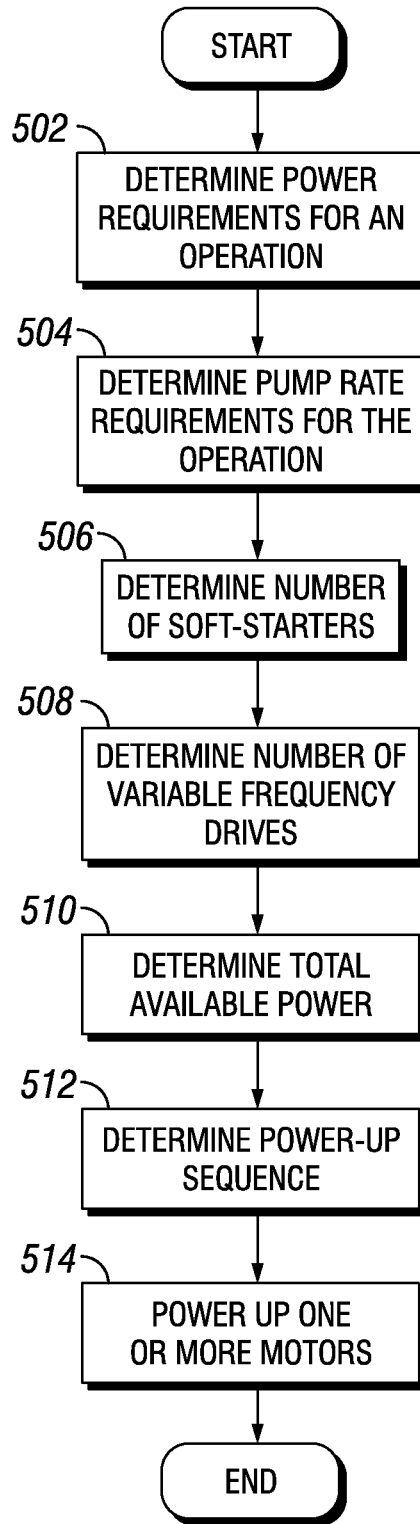 START
502
DETERMINE POWER
REQUIREMENTS FOR AN
OPERATION
504
DETERMINE PUMP RATE
REQUIREMENTS FOR THE
OPERATION
506
DETERMINE NUMBER
OF SOFT-STARTERS
508
DETERMINE NUMBER OF
VARIABLE FREQUENCY
DRIVES
510
DETERMINE TOTAL
AVAILABLE POWER
512
DETERMINE POWER-UP
SEQUENCE
514
POWER UP ONE
OR MORE MOTORS
END